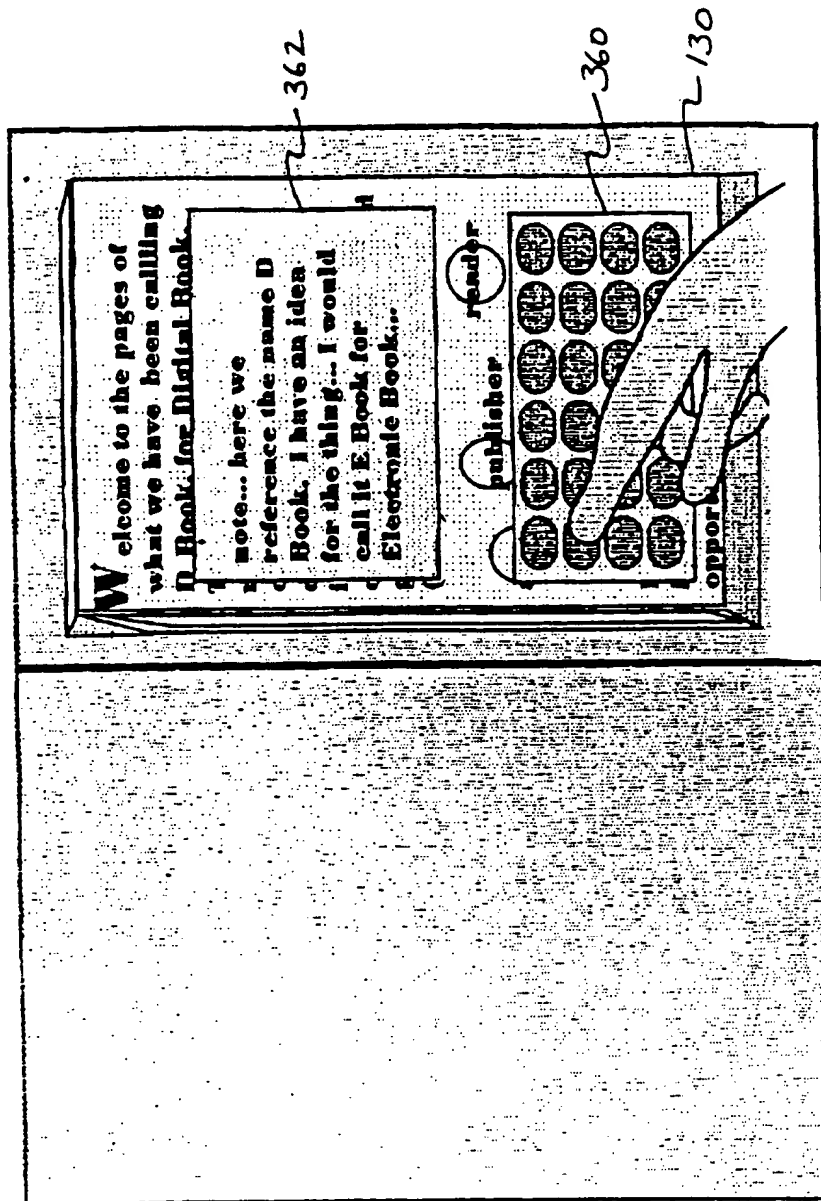 Welcome to the pages of
what we have been callling
D Book, for Digital Book.
note... here we
reference the name D
Book. I have an idea
for the thing... I would
call it E Book for
Electronic Book...
publisher
reader
oppor
362
360
130